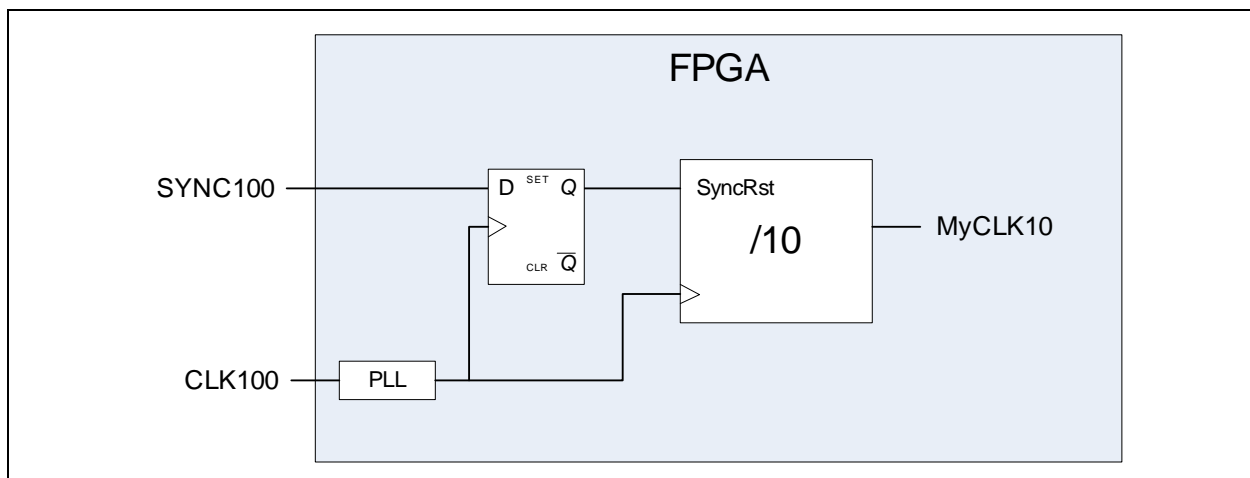 FPGA
SYNC100
D SET Q
CLR Q̅
SyncRst
/10
MyCLK10
CLK100
PLL